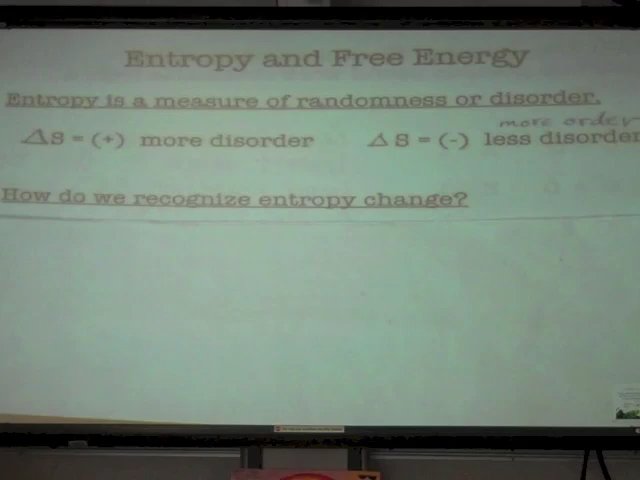 Entropy and Free Energy
Entropy is a measure of randomness or disorder.
more order
ΔS = (+) more disorder ΔS = (-) less disorder
How do we recognize entropy change?